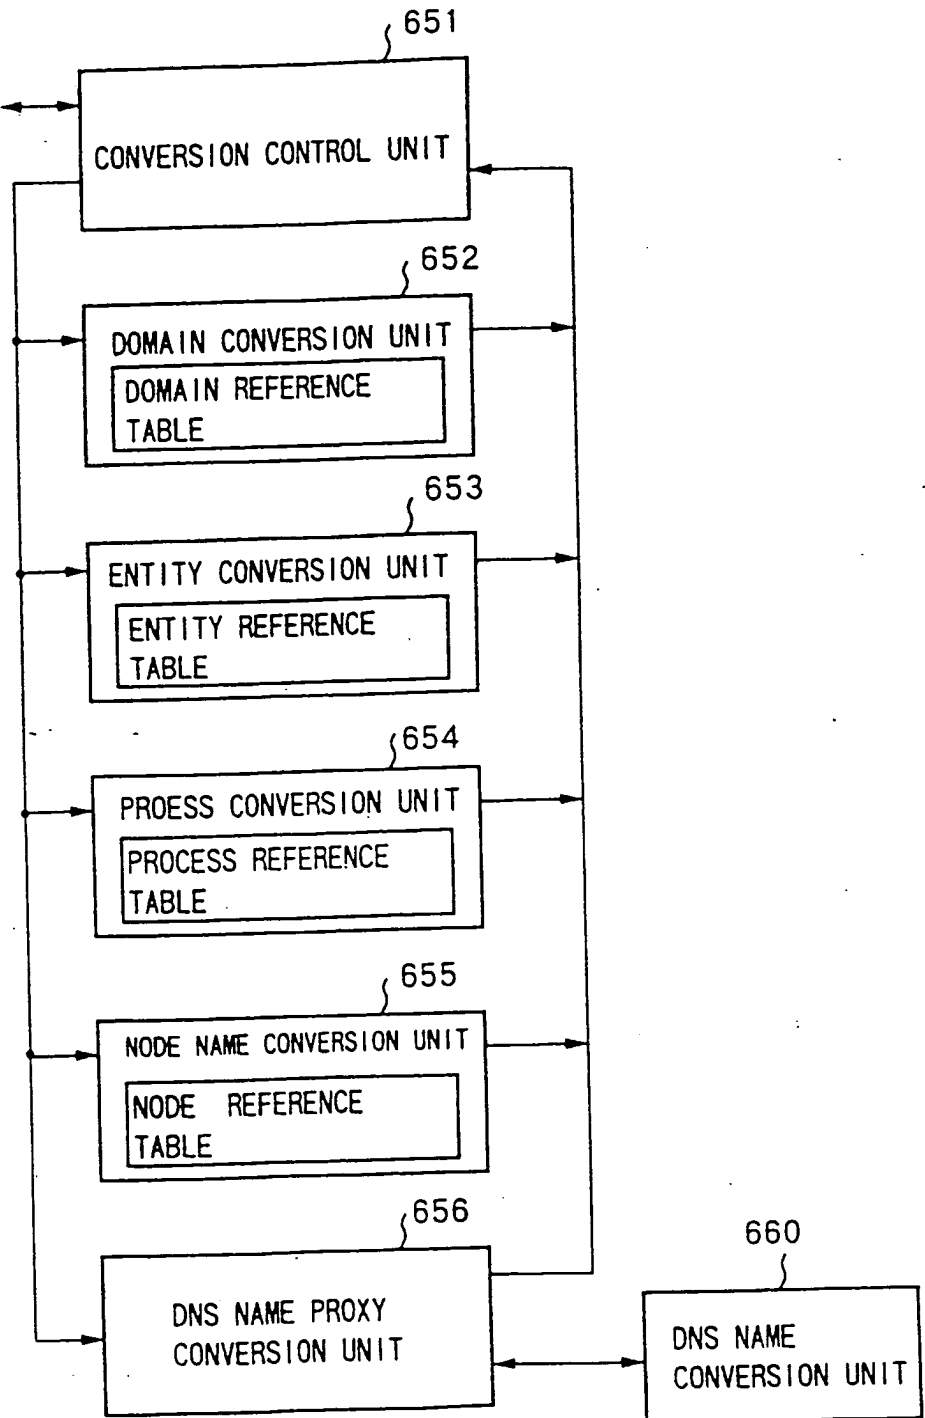 651
CONVERSION CONTROL UNIT
652
DOMAIN CONVERSION UNIT
DOMAIN REFERENCE
TABLE
653
ENTITY CONVERSION UNIT
ENTITY REFERENCE
TABLE
654
PROESS CONVERSION UNIT
PROCESS REFERENCE
TABLE
655
NODE NAME CONVERSION UNIT
NODE REFERENCE
TABLE
656
DNS NAME PROXY
CONVERSION UNIT
660
DNS NAME
CONVERSION UNIT